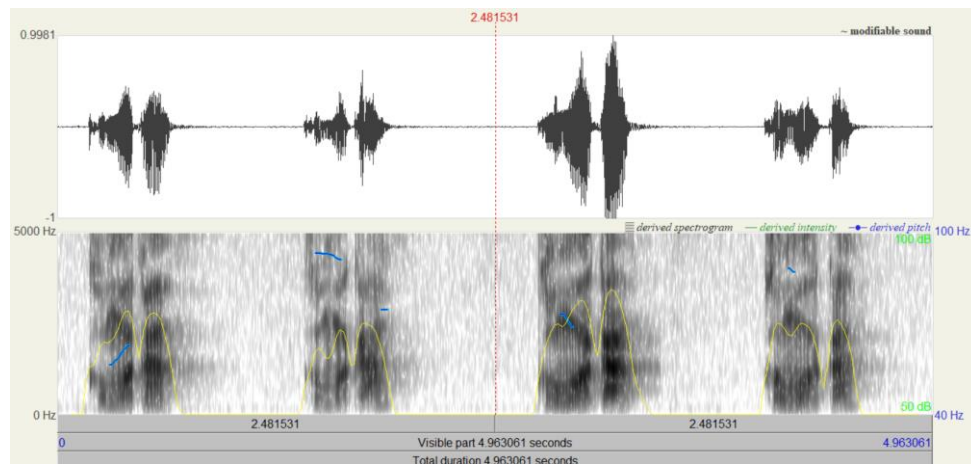 2.481531
0.9981
~ modifiable sound
-1
5000 Hz
derived spectrogram
derived intensity
derived pitch
100 Hz
100 dB
50 dB
0 Hz
40 Hz
2.481531 2.481531
0 Visible part 4.963061 seconds 4.963061
Total duration 4.963061 seconds